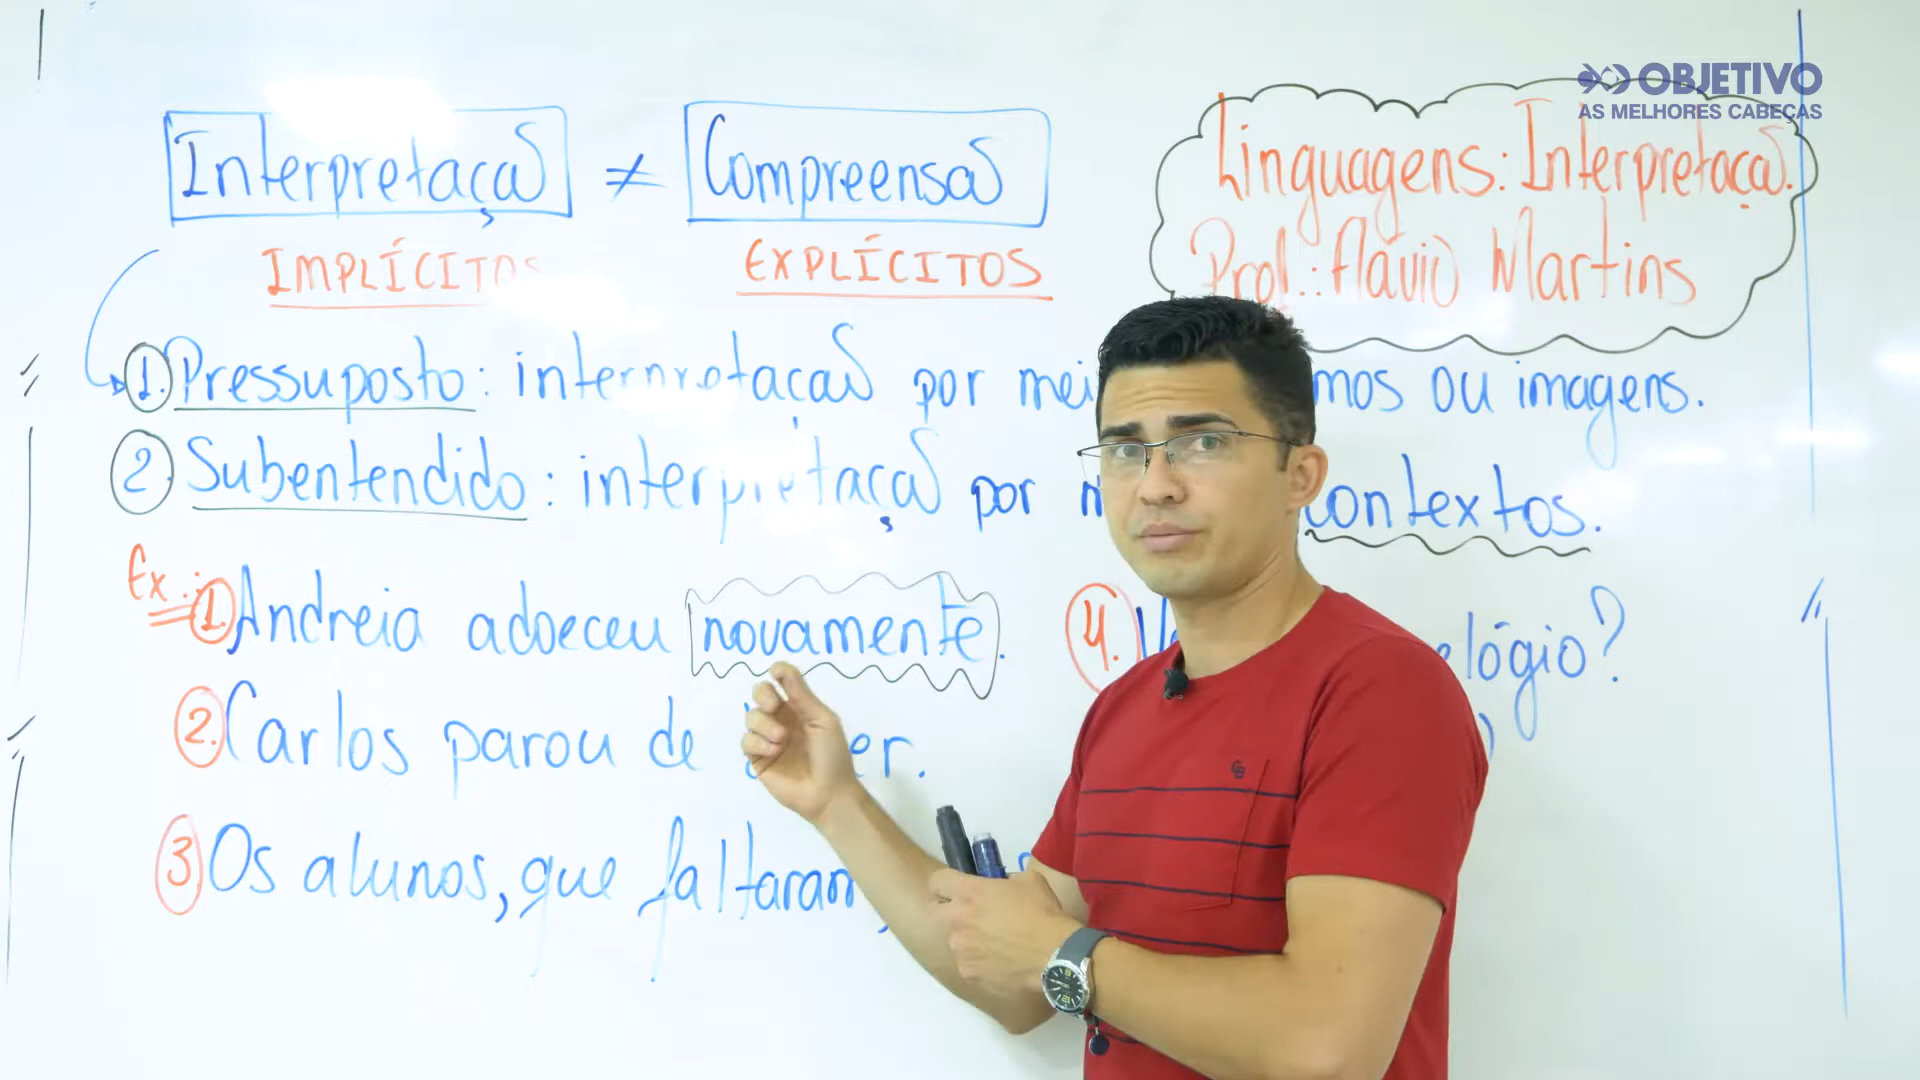 OBJETIVO
AS MELHORES CABEÇAS
Interpretação ≠ Compreensão
IMPLÍCITOS EXPLÍCITOS
Linguagens: Interpretação.
Prof.: Flávio Martins
1. Pressuposto: interpretação por mei mos ou imagens.
2 Subentendido: interpretação por m contextos.
Ex.: 1. Andreia adoeceu novamente.
2. Carlos parou de er.
3 Os alunos, que faltaram,
4. elógio?